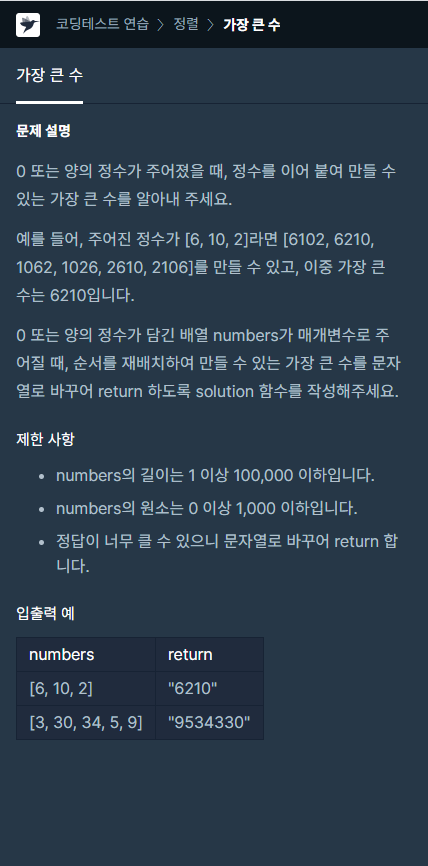 코딩테스트 연습 > 정렬 > 가장 큰 수
가장 큰 수
문제 설명
0 또는 양의 정수가 주어졌을 때, 정수를 이어 붙여 만들 수
있는 가장 큰 수를 알아내 주세요.
예를 들어, 주어진 정수가 [6, 10, 2]라면 [6102, 6210,
1062, 1026, 2610, 2106]를 만들 수 있고, 이중 가장 큰
수는 6210입니다.
0 또는 양의 정수가 담긴 배열 numbers가 매개변수로 주
어질 때, 순서를 재배치하여 만들 수 있는 가장 큰 수를 문자
열로 바꾸어 return 하도록 solution 함수를 작성해주세요.
제한 사항
• numbers의 길이는 1 이상 100,000 이하입니다.
• numbers의 원소는 0 이상 1,000 이하입니다.
• 정답이 너무 클 수 있으니 문자열로 바꾸어 return 합
니다.
입출력 예
numbers return
[6, 10, 2] "6210"
[3, 30, 34, 5, 9] "9534330"